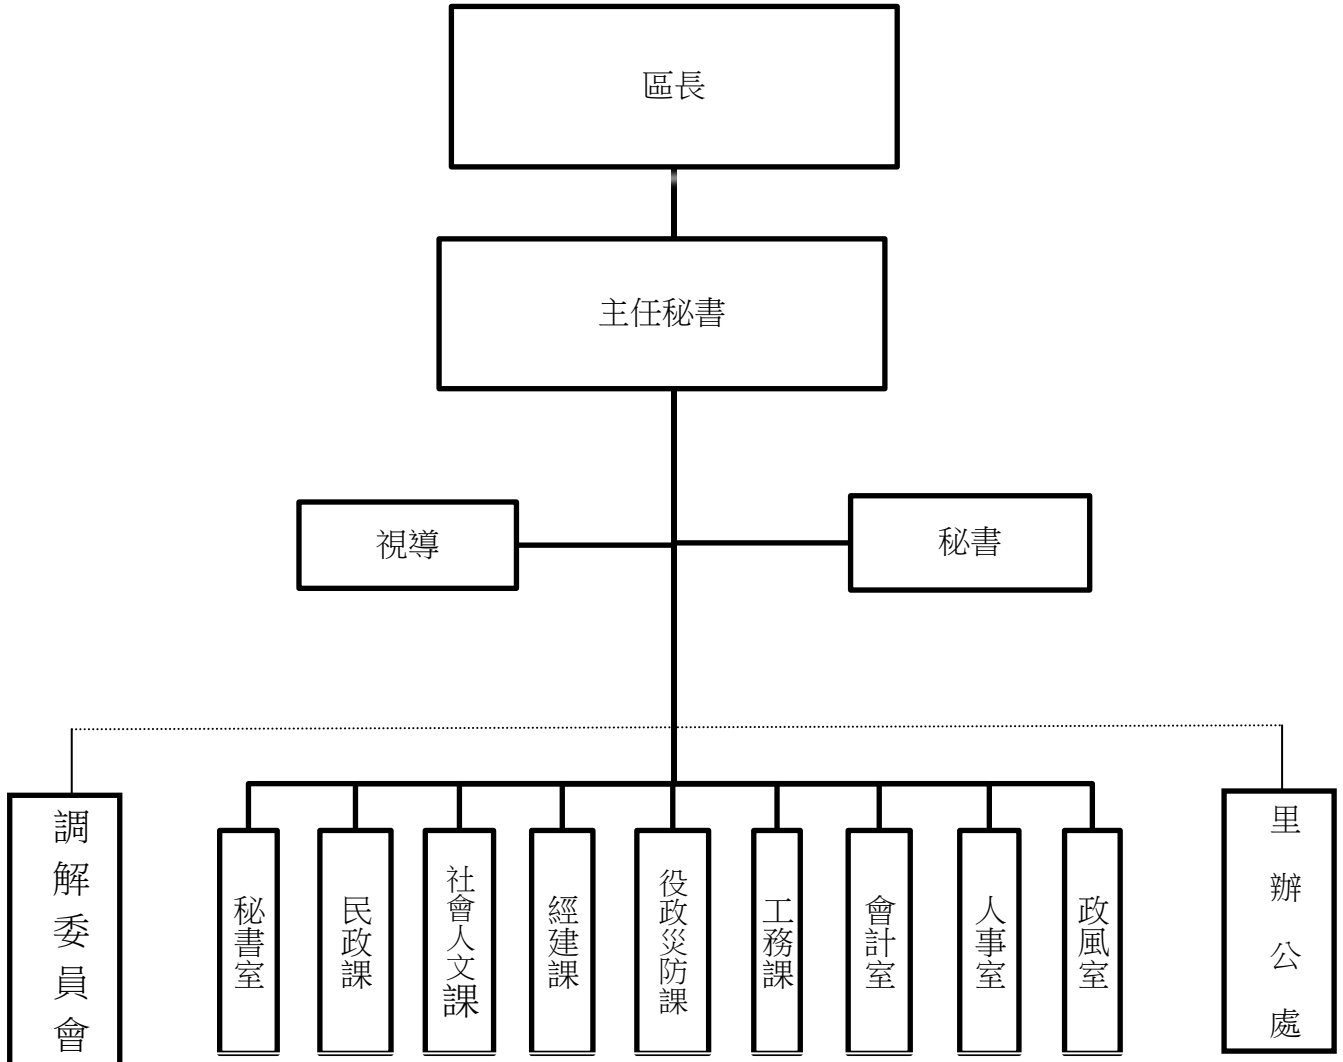 區長
主任秘書
視導
秘書
調解委員會
秘書室
民政課
社會人文課
經建課
役政災防課
工務課
會計室
人事室
政風室
里辦公處